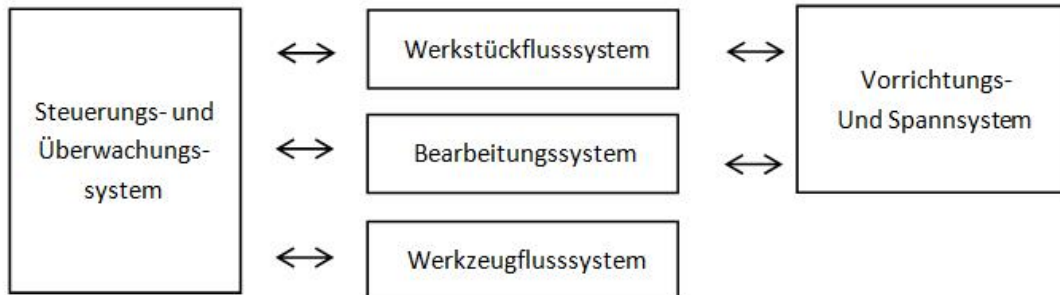 Steuerungs- und
Überwachungs-
system
Werkstückflusssystem
Bearbeitungssystem
Werkzeugflusssystem
Vorrichtungs-
Und Spannsystem